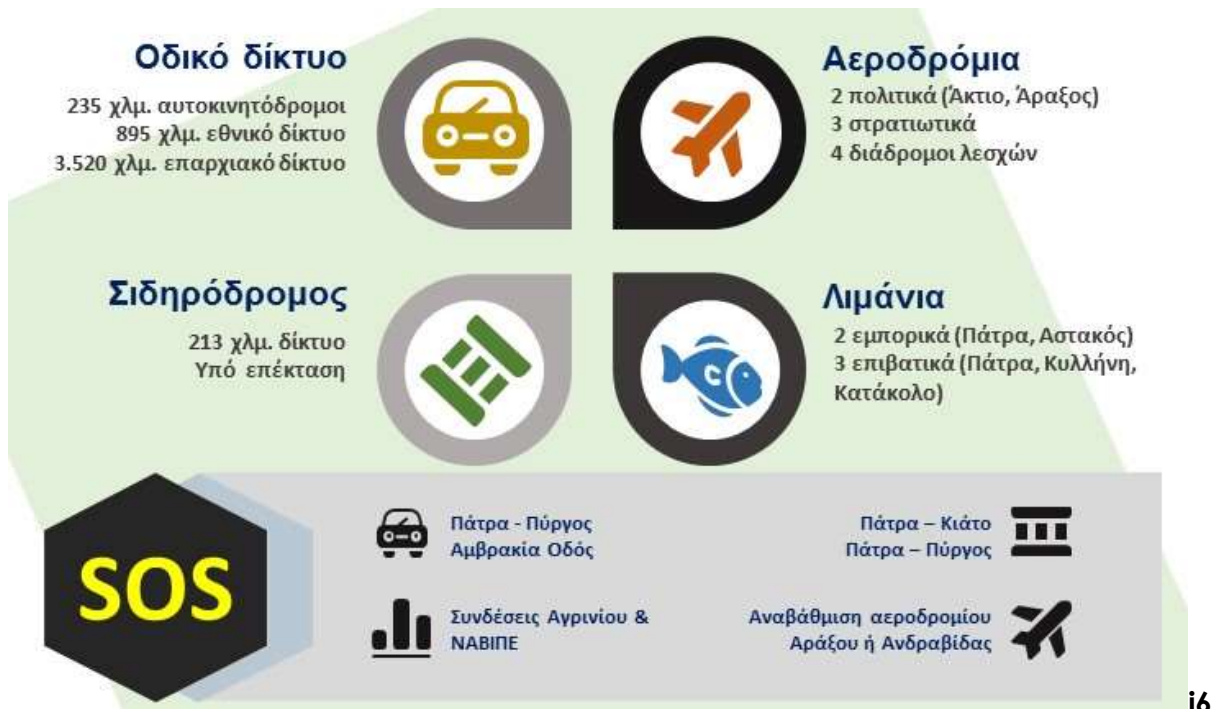 Οδικό δίκτυο
235 χλμ. αυτοκινητόδρομοι
895 χλμ. εθνικό δίκτυο
3.520 χλμ. επαρχιακό δίκτυο
Αεροδρόμια
2 πολιτικά (Άκτιο, Άραξος)
3 στρατιωτικά
4 διάδρομοι λεσχών
Σιδηρόδρομος
213 χλμ. δίκτυο
Υπό επέκταση
Λιμάνια
2 εμπορικά (Πάτρα, Αστακός)
3 επιβατικά (Πάτρα, Κυλλήνη,
Κατάκολο)
SOS
Πάτρα - Πύργος
Αμβρακία Οδός
Πάτρα – Κιάτο
Πάτρα – Πύργος
Συνδέσεις Αγρινίου &
ΝΑΒΙΠΕ
Αναβάθμιση αεροδρομίου
Αράξου ή Ανδραβίδας
i6